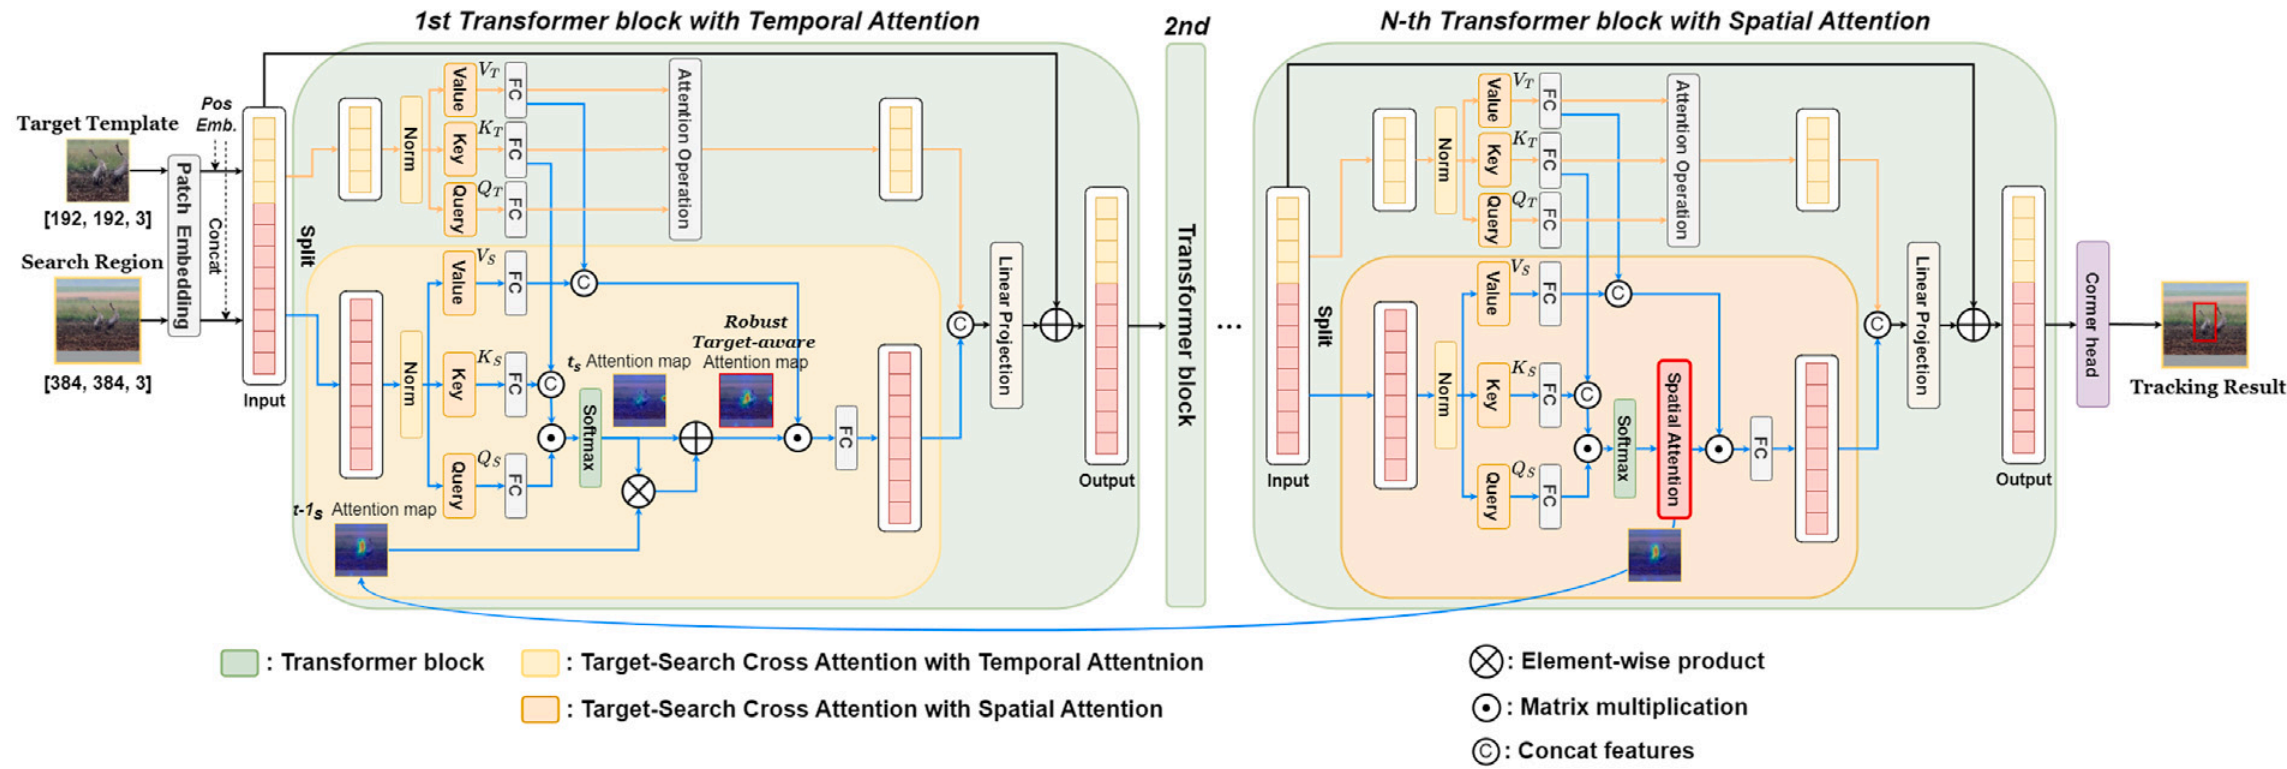 1st Transformer block with Temporal Attention
2nd
N-th Transformer block with Spatial Attention
Pos
Emb.
Target Template
[192, 192, 3]
Search Region
[384, 384, 3]
Patch Embedding
Concat
Input
Split
Norm
Value
V_T
FC
Key
K_T
FC
Query
Q_T
FC
Attention Operation
Norm
Value
V_S
FC
Key
K_S
FC
Query
Q_S
FC
C
C
Softmax
t_s Attention map
Robust
Target-aware
Attention map
t-1_s Attention map
FC
C
Linear Projection
Output
Transformer block
...
Input
Split
Norm
Value
V_T
FC
Key
K_T
FC
Query
Q_T
FC
Attention Operation
Norm
Value
V_S
FC
Key
K_S
FC
Query
Q_S
FC
C
C
Softmax
Spatial Attention
FC
C
Linear Projection
Output
Cormer head
Tracking Result
: Transformer block
: Target-Search Cross Attention with Temporal Attentnion
: Target-Search Cross Attention with Spatial Attention
: Element-wise product
: Matrix multiplication
C : Concat features